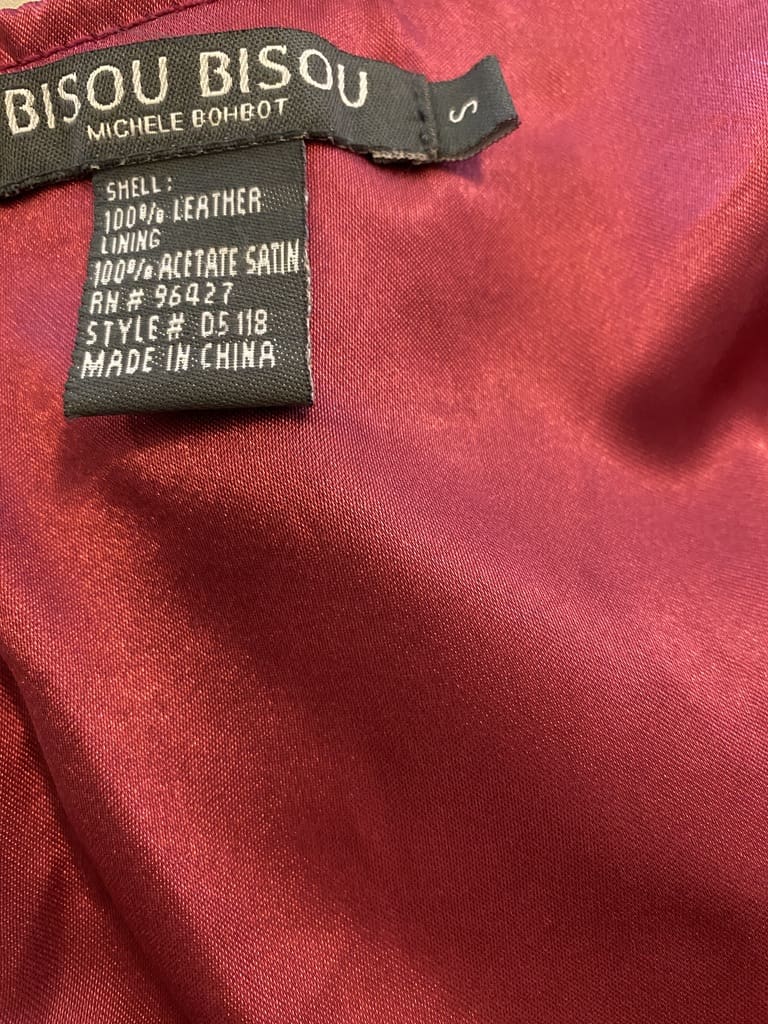 BISOU BISOU
MICHELE BOHBOT
S
SHELL:
100% LEATHER
LINING
100% ACETATE SATIN
RN# 96427
STYLE# D5118
MADE IN CHINA